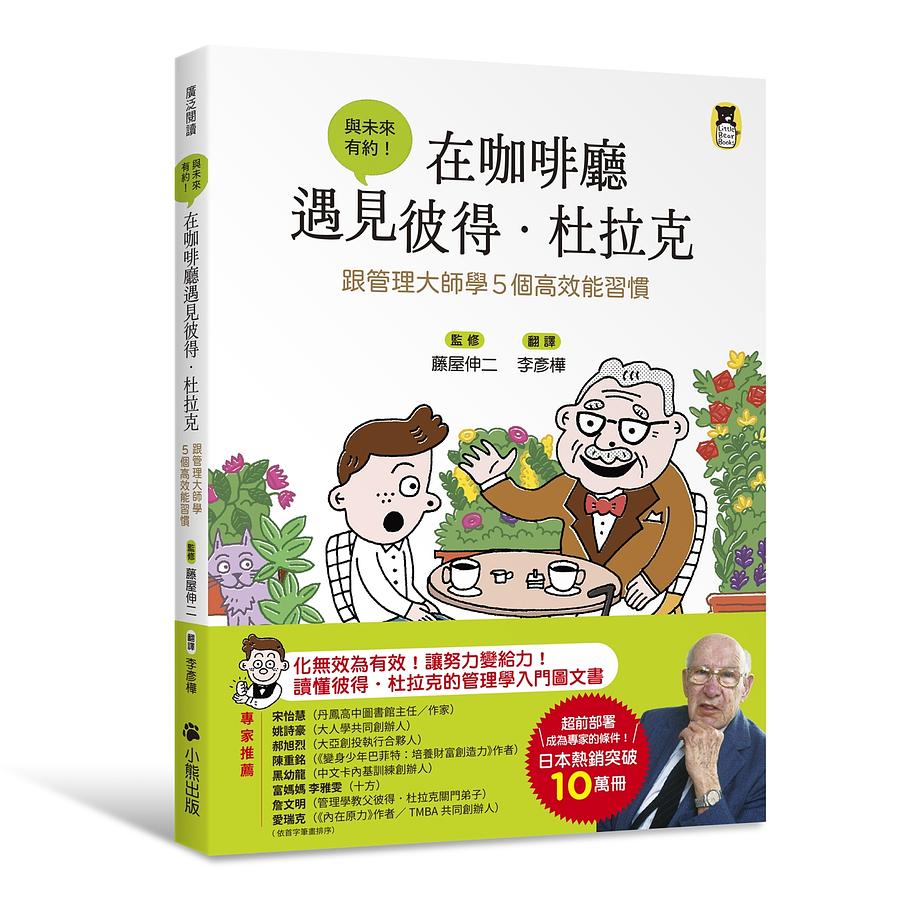 廣泛閱讀
與未來
有約！
在咖啡廳遇見彼得．杜拉克
跟管理大師學
5個高效能習慣
監修
藤屋伸二
翻譯
李彥樺
小熊出版
與未來
有約！
在咖啡廳
遇見彼得．杜拉克
跟管理大師學5個高效能習慣
Little
Bear
Books
監修
藤屋伸二
翻譯
李彥樺
化無效為有效！讓努力變給力！
讀懂彼得．杜拉克的管理學入門圖文書
專家推薦
宋怡慧（丹鳳高中圖書館主任／作家）
姚詩豪（大人學共同創辦人）
郝旭烈（大亞創投執行合夥人）
陳重銘（《變身少年巴菲特：培養財富創造力》作者）
黑幼龍（中文卡內基訓練創辦人）
富媽媽 李雅雯（十方）
詹文明（管理學教父彼得．杜拉克關門弟子）
愛瑞克（《內在原力》作者／TMBA 共同創辦人）
（依首字筆畫排序）
超前部署
成為專家的條件！
日本熱銷突破
10萬冊